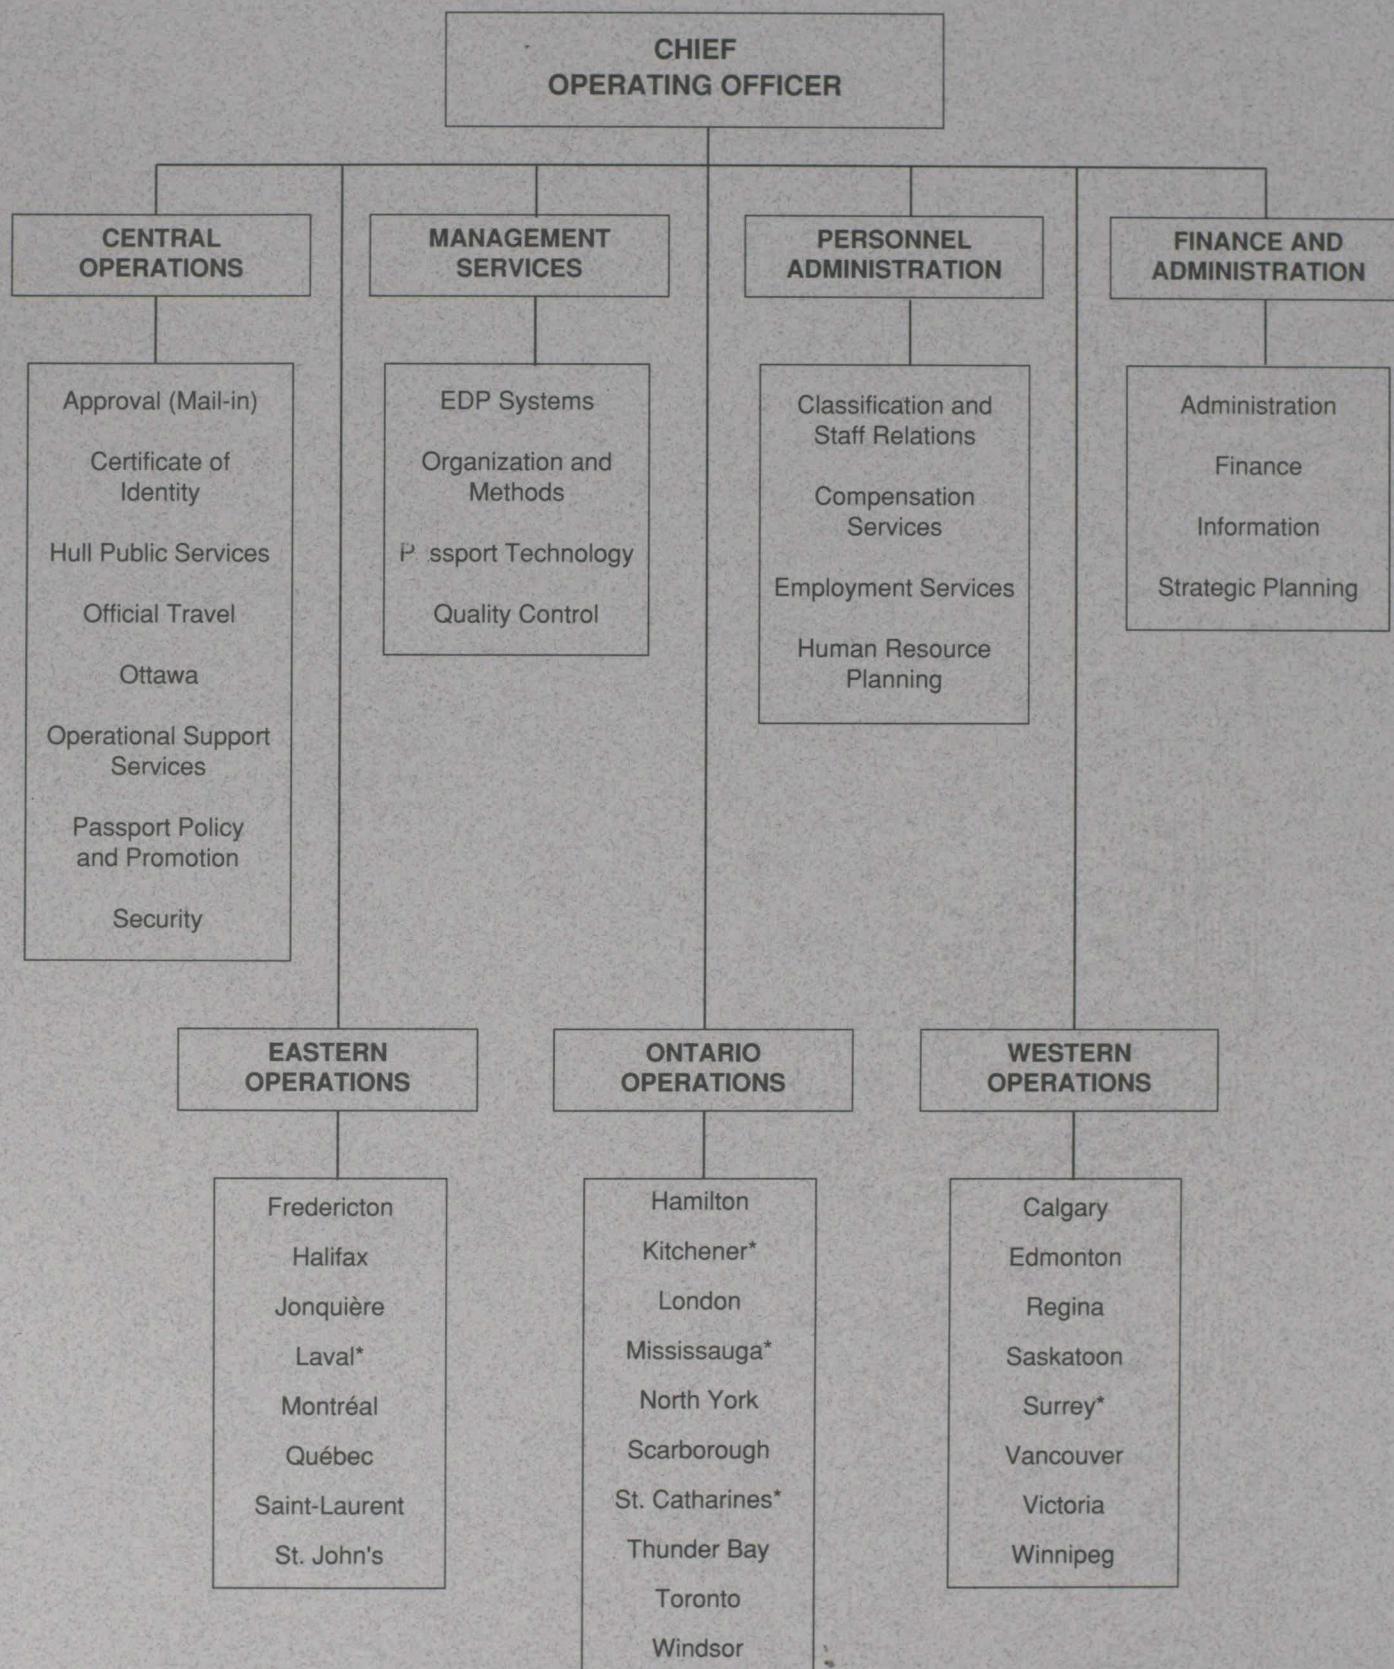 CHIEF
OPERATING OFFICER
CENTRAL
OPERATIONS
Approval (Mail-in)
Certificate of
Identity
Hull Public Services
Official Travel
Ottawa
Operational Support
Services
Passport Policy
and Promotion
Security
MANAGEMENT
SERVICES
EDP Systems
Organization and
Methods
P ssport Technology
Quality Control
PERSONNEL
ADMINISTRATION
Classification and
Staff Relations
Compensation
Services
Employment Services
Human Resource
Planning
FINANCE AND
ADMINISTRATION
Administration
Finance
Information
Strategic Planning
EASTERN
OPERATIONS
Fredericton
Halifax
Jonquière
Laval*
Montréal
Québec
Saint-Laurent
St. John's
ONTARIO
OPERATIONS
Hamilton
Kitchener*
London
Mississauga*
North York
Scarborough
St. Catharines*
Thunder Bay
Toronto
Windsor
WESTERN
OPERATIONS
Calgary
Edmonton
Regina
Saskatoon
Surrey*
Vancouver
Victoria
Winnipeg